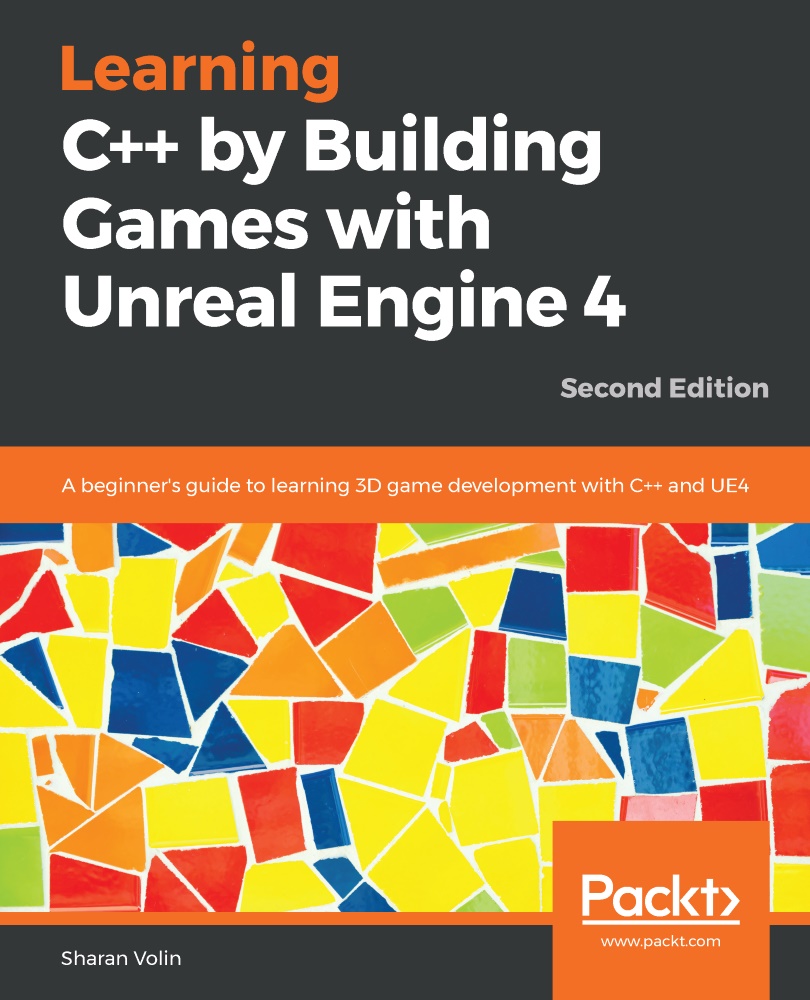 Learning
C++ by Building
Games with
Unreal Engine 4
Second Edition
A beginner's guide to learning 3D game development with C++ and UE4
Packt>
www.packt.com
Sharan Volin